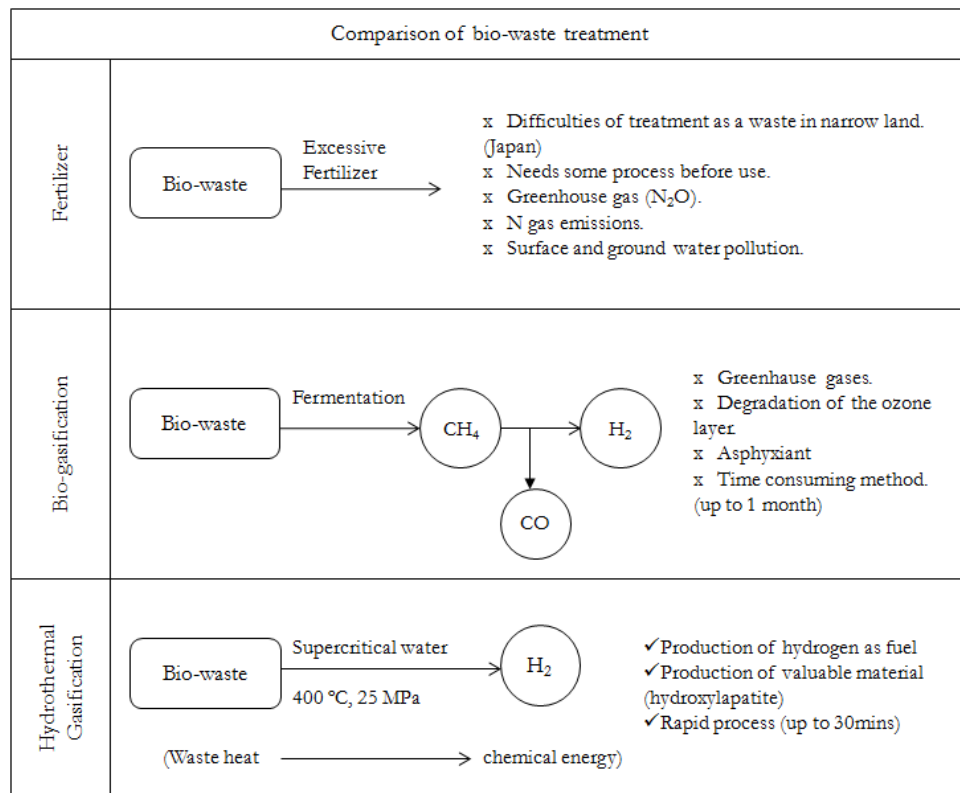 Comparison of bio-waste treatment
Fertilizer
Bio-waste
Excessive
Fertilizer
x Difficulties of treatment as a waste in narrow land.
(Japan)
x Needs some process before use.
x Greenhouse gas (N₂O).
x N gas emissions.
x Surface and ground water pollution.
Bio-gasification
Bio-waste
Fermentation
CH₄
H₂
CO
x Greenhause gases.
x Degradation of the ozone
layer.
x Asphyxiant
x Time consuming method.
(up to 1 month)
Hydrothermal
Gasification
Bio-waste
Supercritical water
400 ºC, 25 MPa
H₂
✓Production of hydrogen as fuel
✓Production of valuable material
(hydroxylapatite)
✓Rapid process (up to 30mins)
(Waste heat
chemical energy)